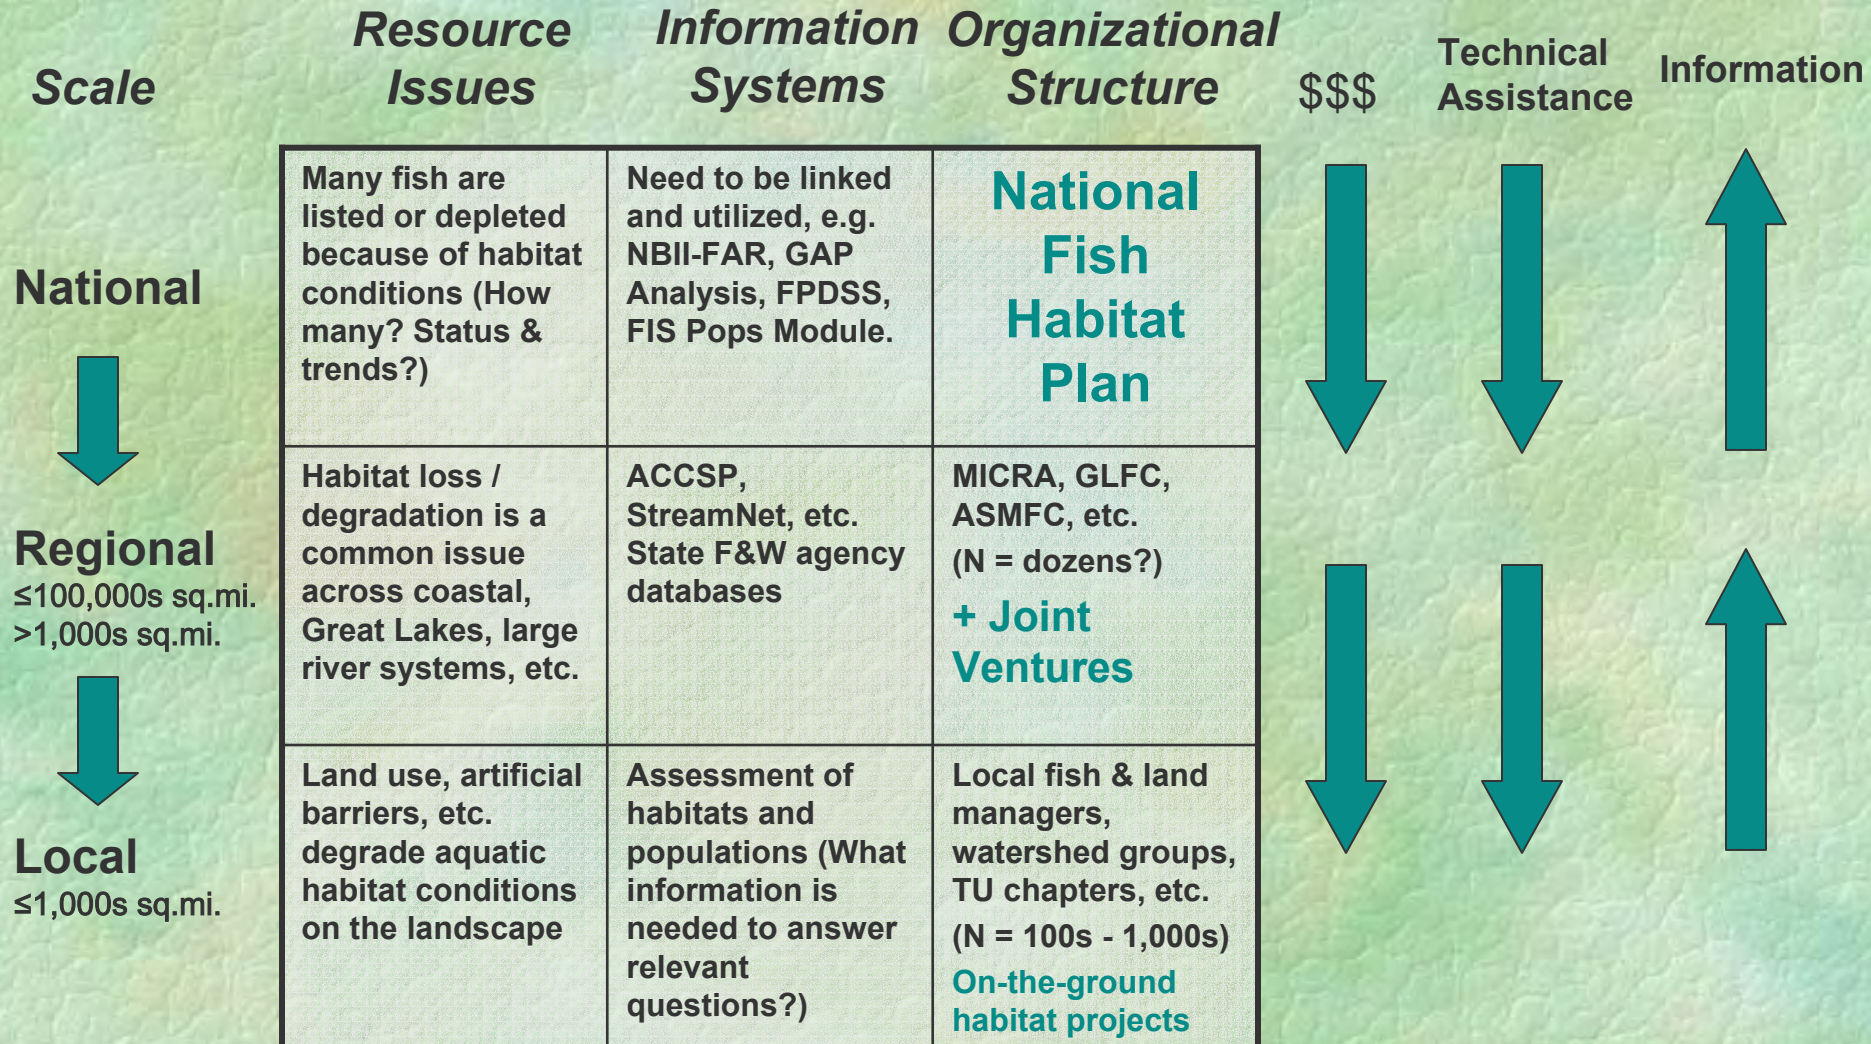 Scale
Resource
Issues
Information
Systems
Organizational
Structure
$$$
Technical
Assistance
Information
National
Many fish are
listed or depleted
because of habitat
conditions (How
many? Status &
trends?)
Need to be linked
and utilized, e.g.
NBII-FAR, GAP
Analysis, FPDSS,
FIS Pops Module.
National
Fish
Habitat
Plan
Regional
≤100,000s sq.mi.
>1,000s sq.mi.
Habitat loss /
degradation is a
common issue
across coastal,
Great Lakes, large
river systems, etc.
ACCSP,
StreamNet, etc.
State F&W agency
databases
MICRA, GLFC,
ASMFC, etc.
(N = dozens?)
+ Joint
Ventures
Local
≤1,000s sq.mi.
Land use, artificial
barriers, etc.
degrade aquatic
habitat conditions
on the landscape
Assessment of
habitats and
populations (What
information is
needed to answer
relevant
questions?)
Local fish & land
managers,
watershed groups,
TU chapters, etc.
(N = 100s - 1,000s)
On-the-ground
habitat projects